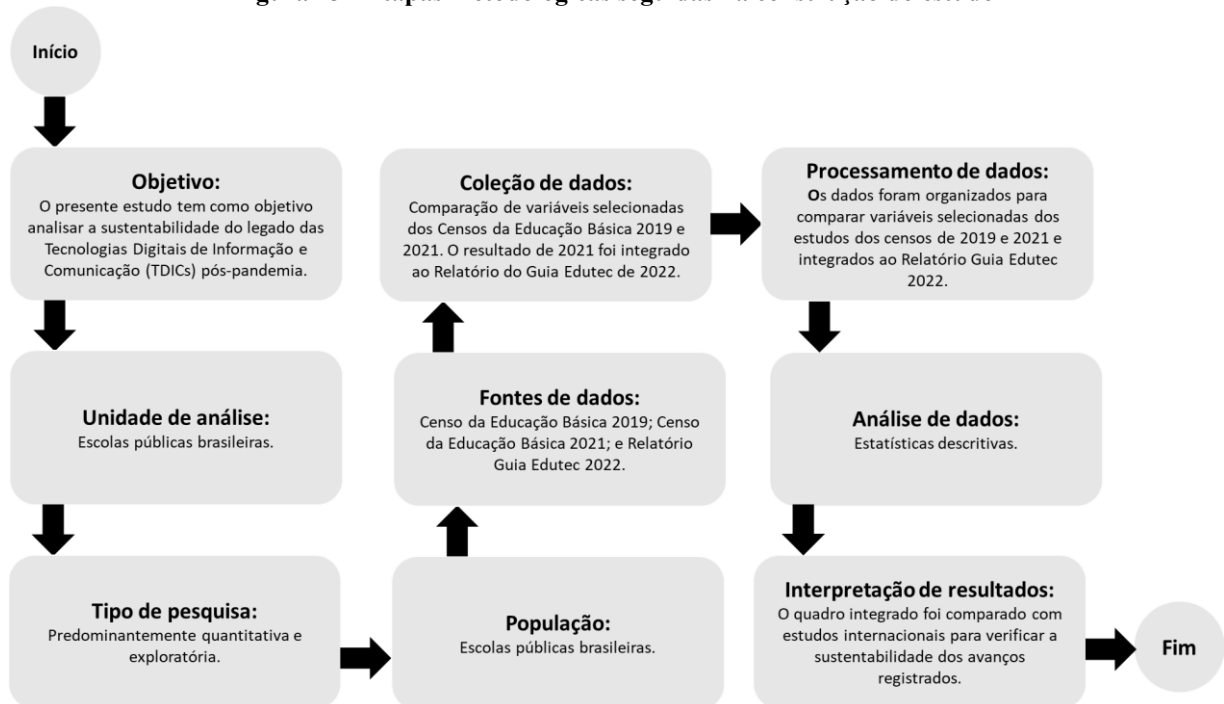 Início
Objetivo:
O presente estudo tem como objetivo
analisar a sustentabilidade do legado das
Tecnologias Digitais de Informação e
Comunicação (TDICs) pós-pandemia.
Unidade de análise:
Escolas públicas brasileiras.
Tipo de pesquisa:
Predominantemente quantitativa e
exploratória.
População:
Escolas públicas brasileiras.
Fontes de dados:
Censo da Educação Básica 2019; Censo
da Educação Básica 2021; e Relatório
Guia Edutec 2022.
Coleção de dados:
Comparação de variáveis selecionadas
dos Censos da Educação Básica 2019 e
2021. O resultado de 2021 foi integrado
ao Relatório do Guia Edutec de 2022.
Processamento de dados:
Os dados foram organizados para
comparar variáveis selecionadas dos
estudos dos censos de 2019 e 2021 e
integrados ao Relatório Guia Edutec
2022.
Análise de dados:
Estatísticas descritivas.
Interpretação de resultados:
O quadro integrado foi comparado com
estudos internacionais para verificar a
sustentabilidade dos avanços
registrados.
Fim